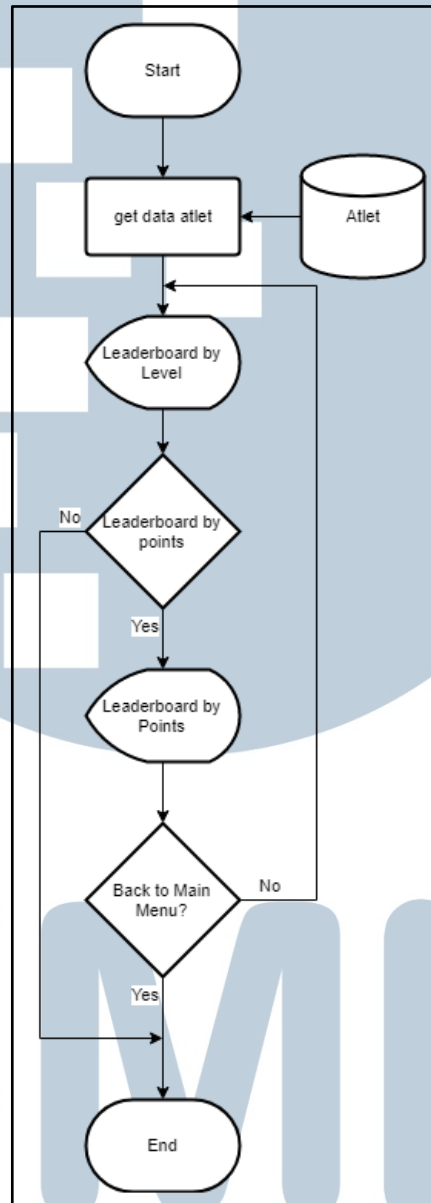 Start
get data atlet
Atlet
Leaderboard by
Level
No
Leaderboard by
points
Yes
Leaderboard by
Points
Back to Main
Menu?
No
Yes
End